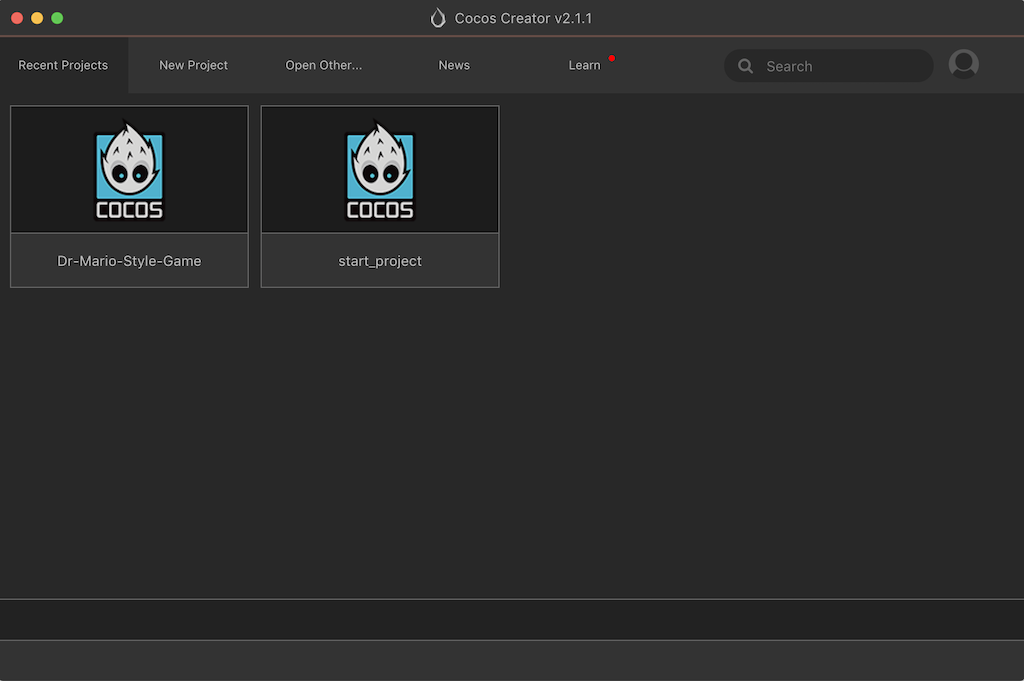 Cocos Creator v2.1.1
Recent Projects
New Project
Open Other...
News
Learn
Search
COCOS
COCOS
Dr-Mario-Style-Game
start_project